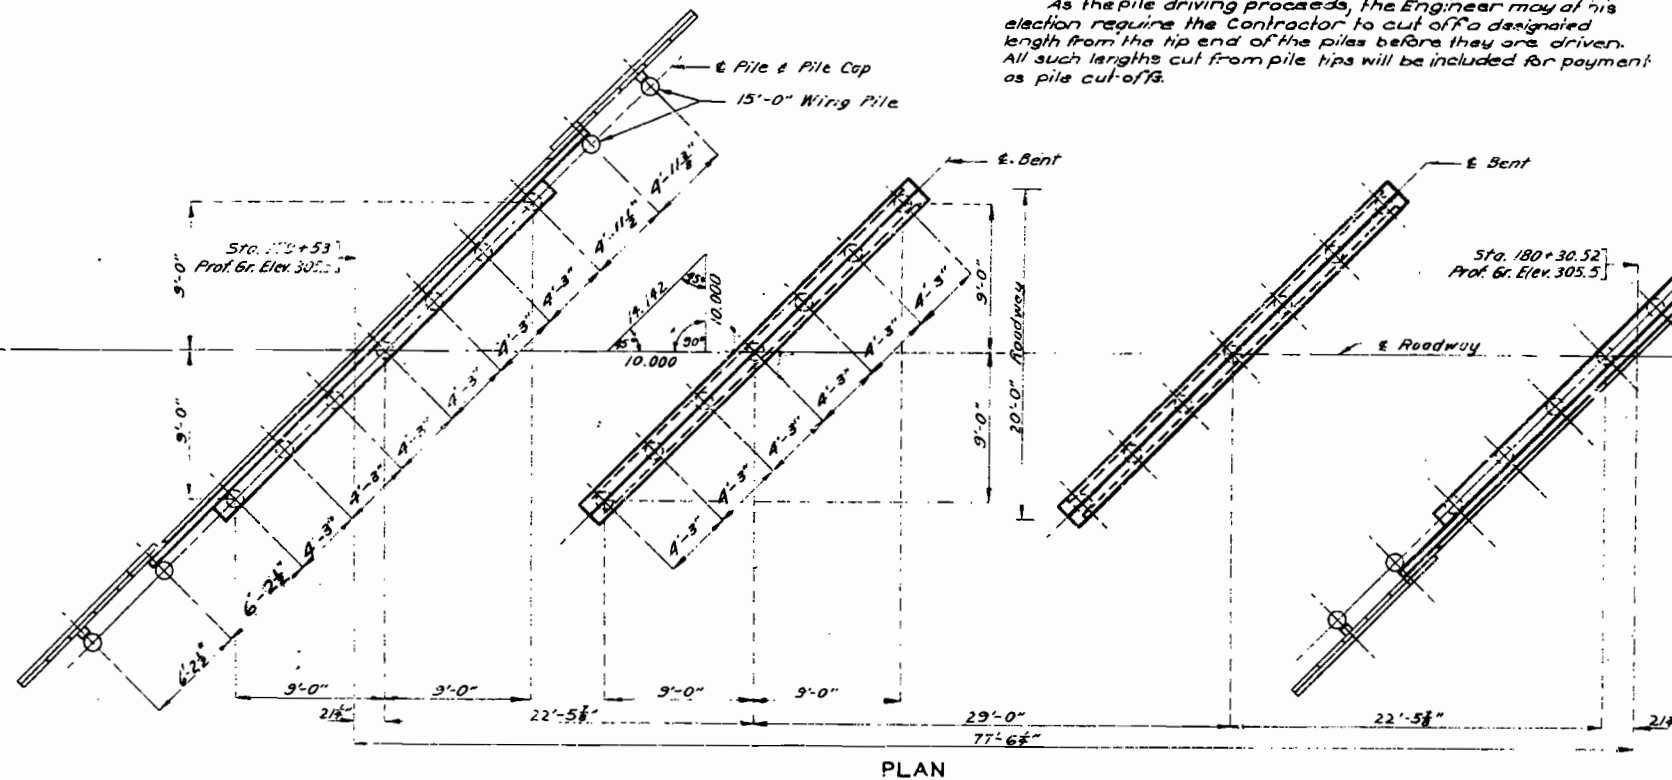 As the pile driving proceeds, the Engineer may at his
election require the Contractor to cut off a designated
length from the tip end of the piles before they are driven.
All such lengths cut from pile tips will be included for payment
as pile cut-offs.
℄ Pile & Pile Cap
15'-0" Wing Pile
4'-11⅜"
4'-11½"
4'-3"
4'-3"
4'-3"
4'-3"
4'-3"
4'-3"
6'-2½"
6'-2½"
9'-0"
9'-0"
Sta. +53
Prof. Gr. Elev. 305.
14.142
45°
10.000
45°
90°
10.000
℄ Bent
4'-3"
4'-3"
4'-3"
4'-3"
4'-3"
4'-3"
9'-0"
9'-0"
20'-0" Roadway
℄ Bent
℄ Roadway
Sta. 180+30.52
Prof. Gr. Elev. 305.5
9'-0"
9'-0"
9'-0"
9'-0"
22'-5⅞"
29'-0"
22'-5⅞"
77'-6¼"
PLAN